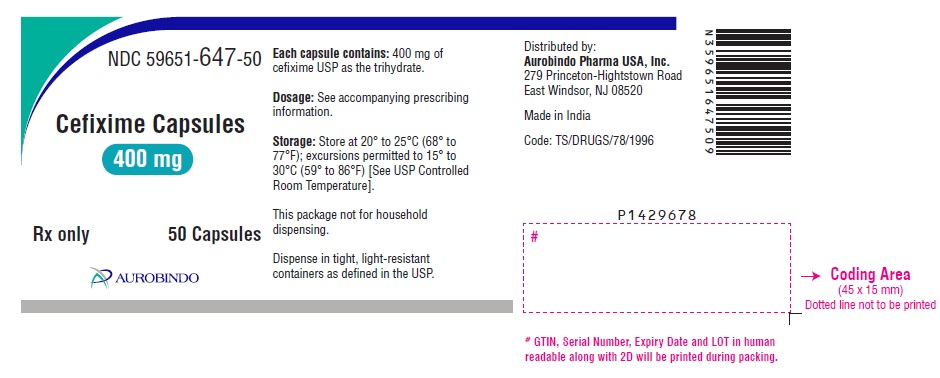 NDC 59651-647-50
Cefixime Capsules
400 mg
Rx only
50 Capsules
AUROBINDO
Each capsule contains: 400 mg of
cefixime USP as the trihydrate.
Dosage: See accompanying prescribing
information.
Storage: Store at 20° to 25°C (68° to
77°F); excursions permitted to 15° to
30°C (59° to 86°F) [See USP Controlled
Room Temperature].
This package not for household
dispensing.
Dispense in tight, light-resistant
containers as defined in the USP.
Distributed by:
Aurobindo Pharma USA, Inc.
279 Princeton-Hightstown Road
East Windsor, NJ 08520
Made in India
Code: TS/DRUGS/78/1996
N359651647509
P1429678
#
Coding Area
(45 x 15 mm)
Dotted line not to be printed
# GTIN, Serial Number, Expiry Date and LOT in human
readable along with 2D will be printed during packing.